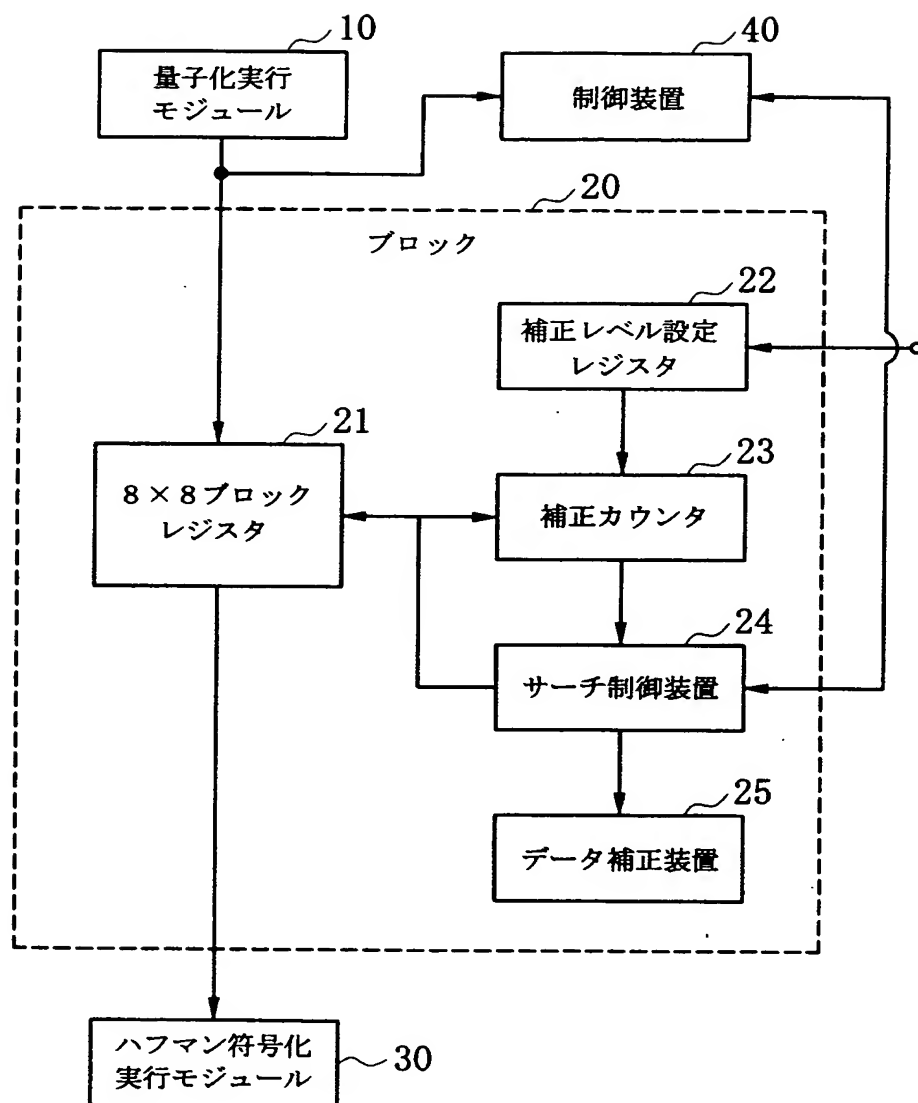 10
量子化実行
モジュール
40
制御装置
20
ブロック
22
補正レベル設定
レジスタ
21
8×8ブロック
レジスタ
23
補正カウンタ
24
サーチ制御装置
25
データ補正装置
ハフマン符号化
実行モジュール
30